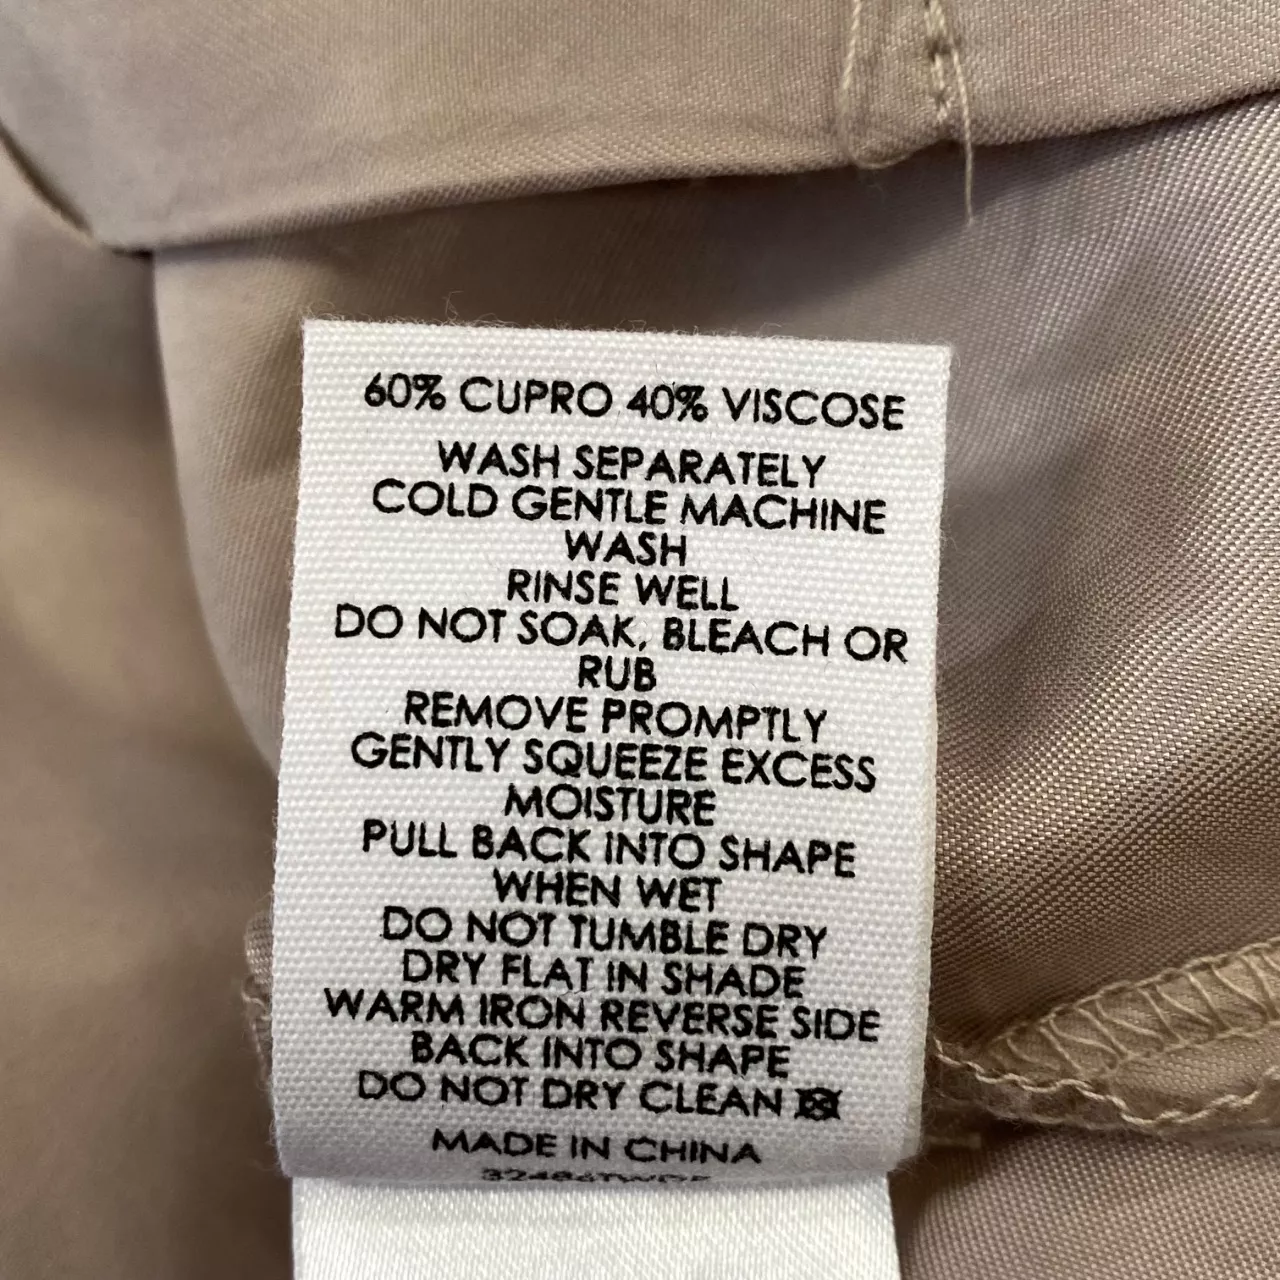 60% CUPRO 40% VISCOSE
WASH SEPARATELY
COLD GENTLE MACHINE
WASH
RINSE WELL
DO NOT SOAK, BLEACH OR
RUB
REMOVE PROMPTLY
GENTLY SQUEEZE EXCESS
MOISTURE
PULL BACK INTO SHAPE
WHEN WET
DO NOT TUMBLE DRY
DRY FLAT IN SHADE
WARM IRON REVERSE SIDE
BACK INTO SHAPE
DO NOT DRY CLEAN
MADE IN CHINA